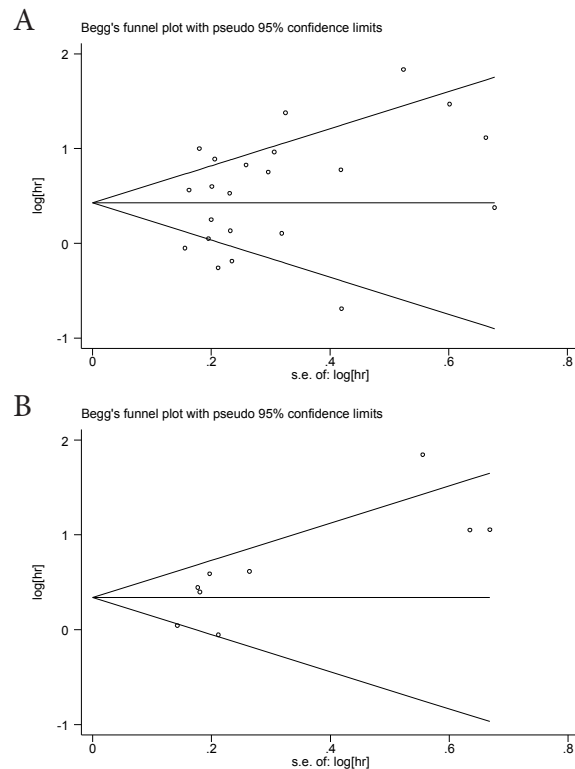 A
Begg's funnel plot with pseudo 95% confidence limits
2
1
0
-1
log[hr]
0 .2 .4 .6 .8
s.e. of: log[hr]
B
Begg's funnel plot with pseudo 95% confidence limits
2
1
0
-1
log[hr]
0 .2 .4 .6 .8
s.e. of: log[hr]